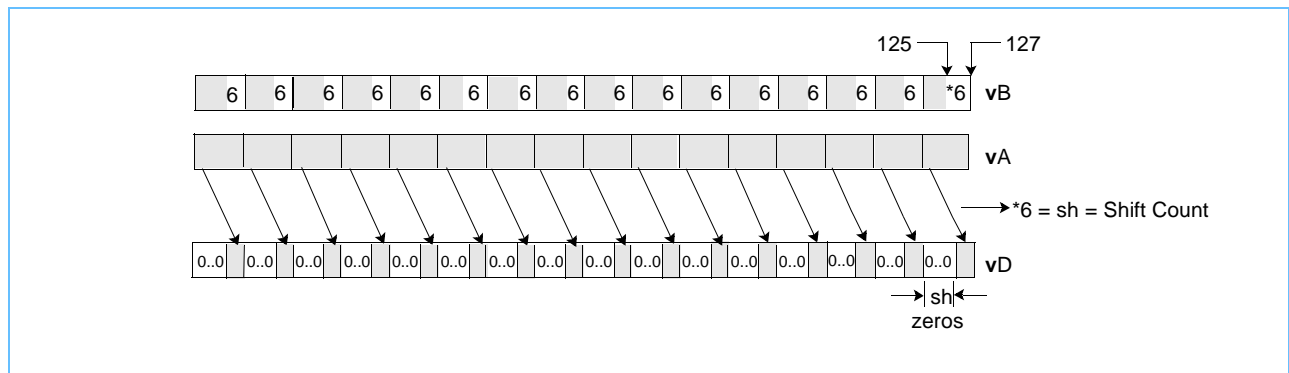 125 127
6 6 6 6 6 6 6 6 6 6 6 6 6 6 6 *6 vB
vA
*6 = sh = Shift Count
0..0 0..0 0..0 0..0 0..0 0..0 0..0 0..0 0..0 0..0 0..0 0..0 0..0 0..0 0..0 0..0 vD
sh
zeros